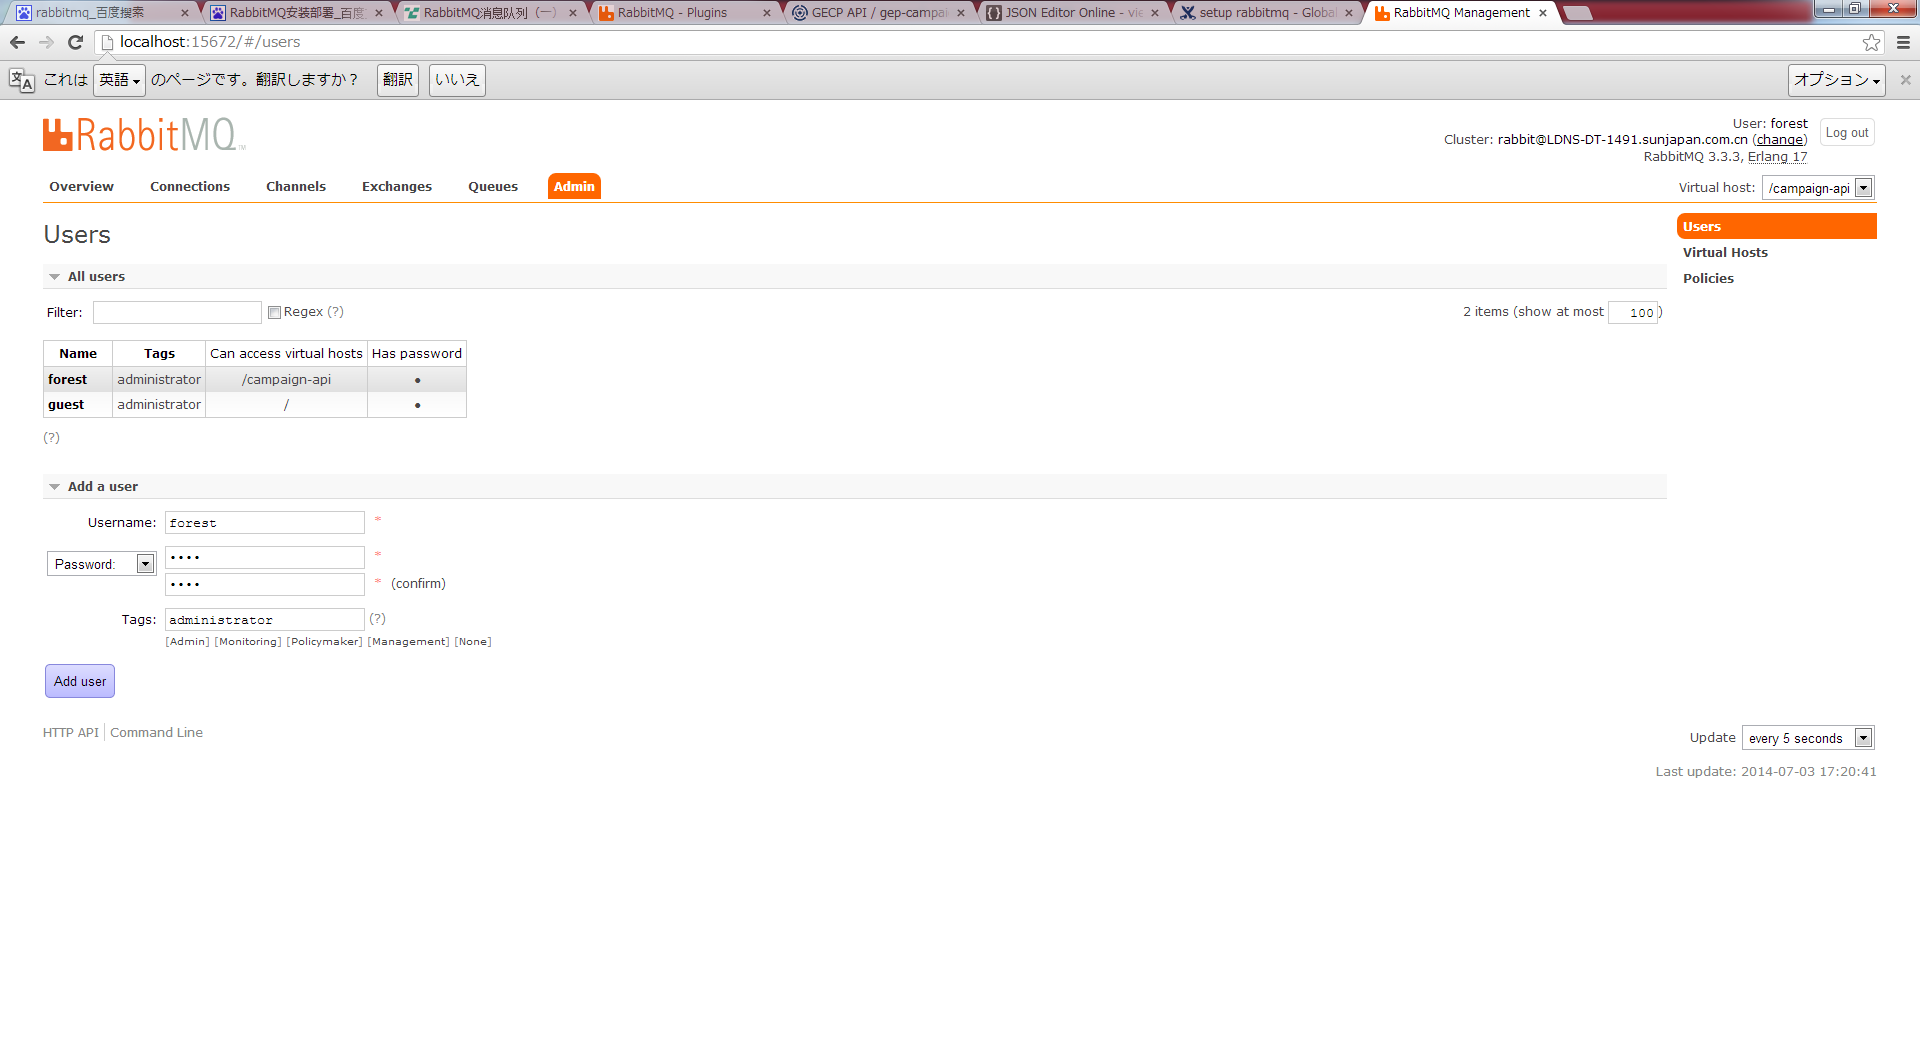 rabbitmq_百度搜索
RabbitMQ安装部署_百度
RabbitMQ消息队列（一）
RabbitMQ - Plugins
GECP API / gep-campai
JSON Editor Online - vie
setup rabbitmq - Global
RabbitMQ Management
localhost:15672/#/users
これは 英語 のページです。翻訳しますか？ 翻訳 いいえ オプション
RabbitMQ™
User: forest
Cluster: rabbit@LDNS-DT-1491.sunjapan.com.cn (change)
RabbitMQ 3.3.3, Erlang 17
Log out
Overview Connections Channels Exchanges Queues Admin
Virtual host: /campaign-api
Users
Users
Virtual Hosts
Policies
All users
Filter: Regex (?)
2 items (show at most 100)
Name Tags Can access virtual hosts Has password
forest administrator /campaign-api •
guest administrator / •
(?)
Add a user
Username: forest *
Password: •••• *
•••• * (confirm)
Tags: administrator (?)
[Admin] [Monitoring] [Policymaker] [Management] [None]
Add user
HTTP API Command Line
Update every 5 seconds
Last update: 2014-07-03 17:20:41